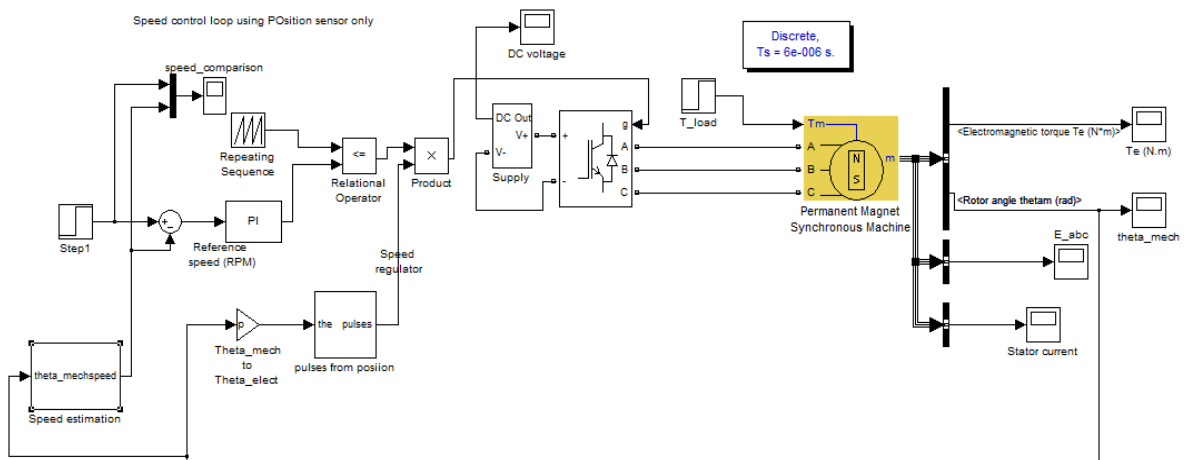 Speed control loop using POsition sensor only
DC voltage
Discrete,
Ts = 6e-006 s.
speed_comparison
Repeating
Sequence
<=
Relational
Operator
×
Product
DC Out
V+
V-
Supply
+
-
g
A
B
C
T_load
Tm
A
B
C
N
S
m
Permanent Magnet
Synchronous Machine
<Electromagnetic torque Te (N*m)>
Te (N.m)
<Rotor angle thetam (rad)>
theta_mech
E_abc
Stator current
Step1
+
−
PI
Reference
speed (RPM)
Speed
regulator
p
Theta_mech
to
Theta_elect
the pulses
pulses from posiion
theta_mechspeed
Speed estimation